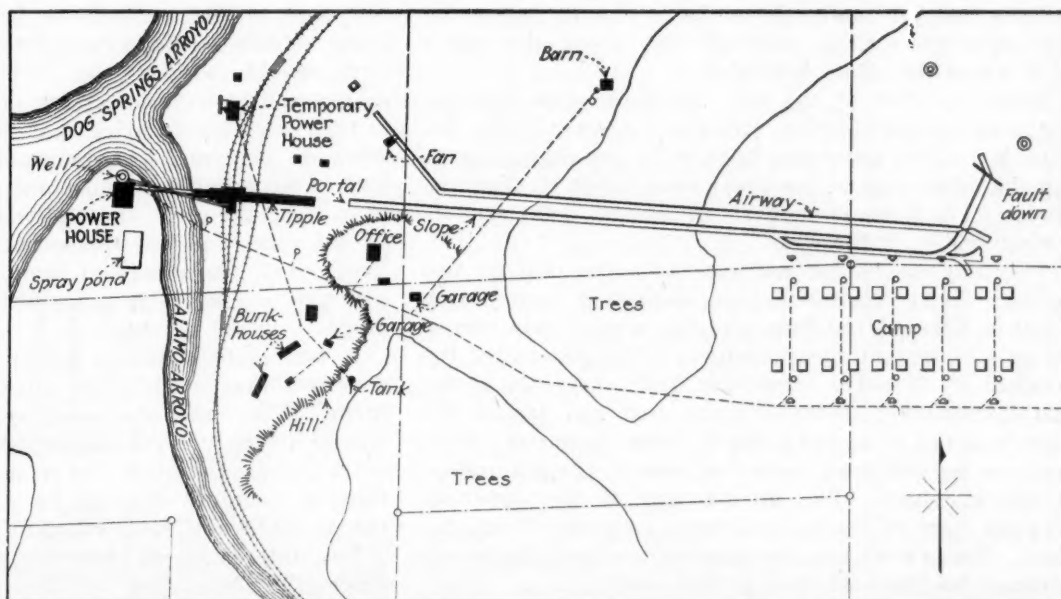 DOG SPRINGS ARROYO
Well
POWER
HOUSE
Spray pond
Temporary
Power
House
Barn
Fan
Portal
Tipple
Slope
Airway
Fault
down
Office
Garage
Trees
Camp
Bunk-
houses
Garage
Tank
Hill
ALAMO ARROYO
Trees